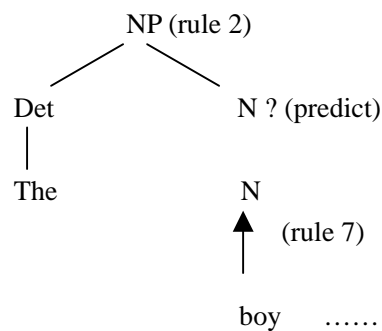 NP (rule 2)
Det N ? (predict)
The N
(rule 7)
boy ......